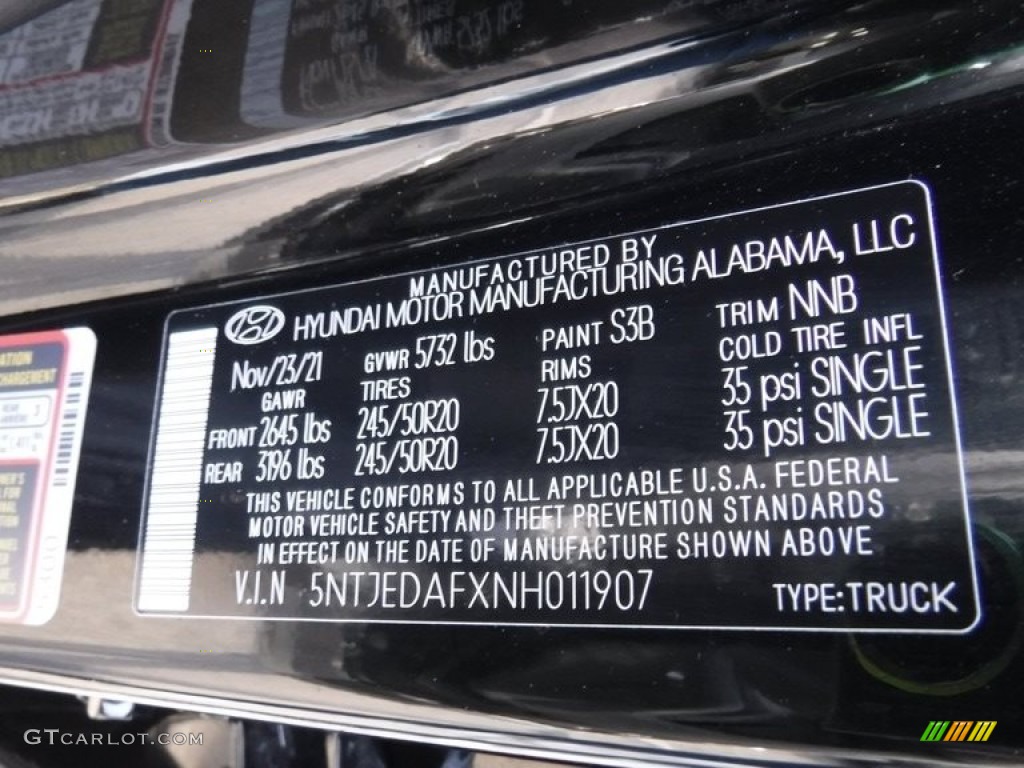 MANUFACTURED BY
HYUNDAI MOTOR MANUFACTURING ALABAMA, LLC
Nov/23/21 GVWR 5732 lbs PAINT S3B TRIM NNB
GAWR TIRES RIMS COLD TIRE INFL
FRONT 2645 lbs 245/50R20 7.5JX20 35 psi SINGLE
REAR 3196 lbs 245/50R20 7.5JX20 35 psi SINGLE
THIS VEHICLE CONFORMS TO ALL APPLICABLE U.S.A. FEDERAL
MOTOR VEHICLE SAFETY AND THEFT PREVENTION STANDARDS
IN EFFECT ON THE DATE OF MANUFACTURE SHOWN ABOVE
V.I.N 5NTJEDAFXNH011907 TYPE:TRUCK
GTCARLOT.COM